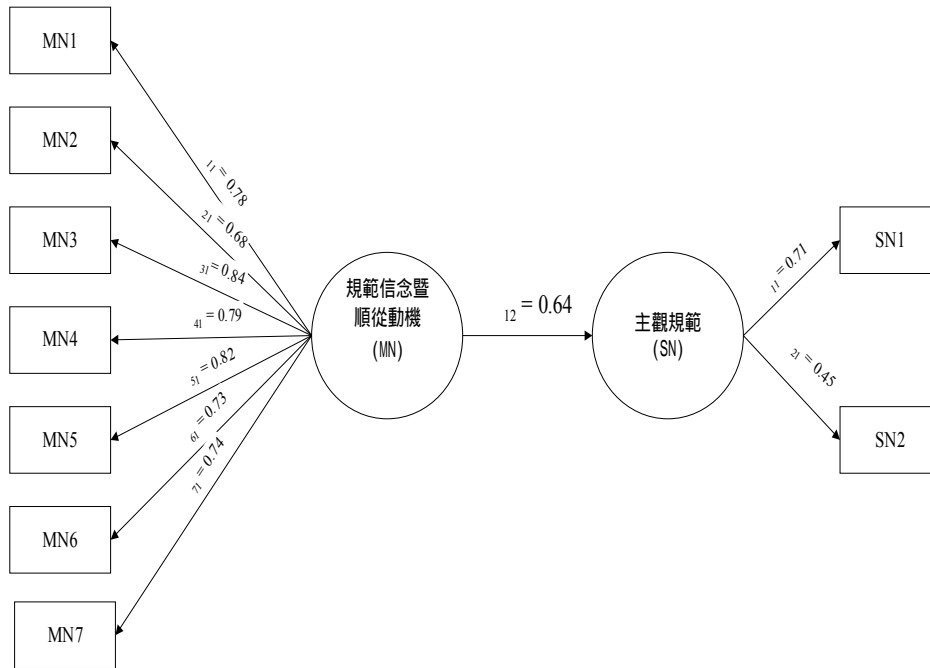 MN1
MN2
MN3
MN4
MN5
MN6
MN7
11 = 0.78
21 = 0.68
31 = 0.84
41 = 0.79
51 = 0.82
61 = 0.73
71 = 0.74
規範信念暨
順從動機
(MN)
12 = 0.64
主觀規範
(SN)
11 = 0.71
21 = 0.45
SN1
SN2